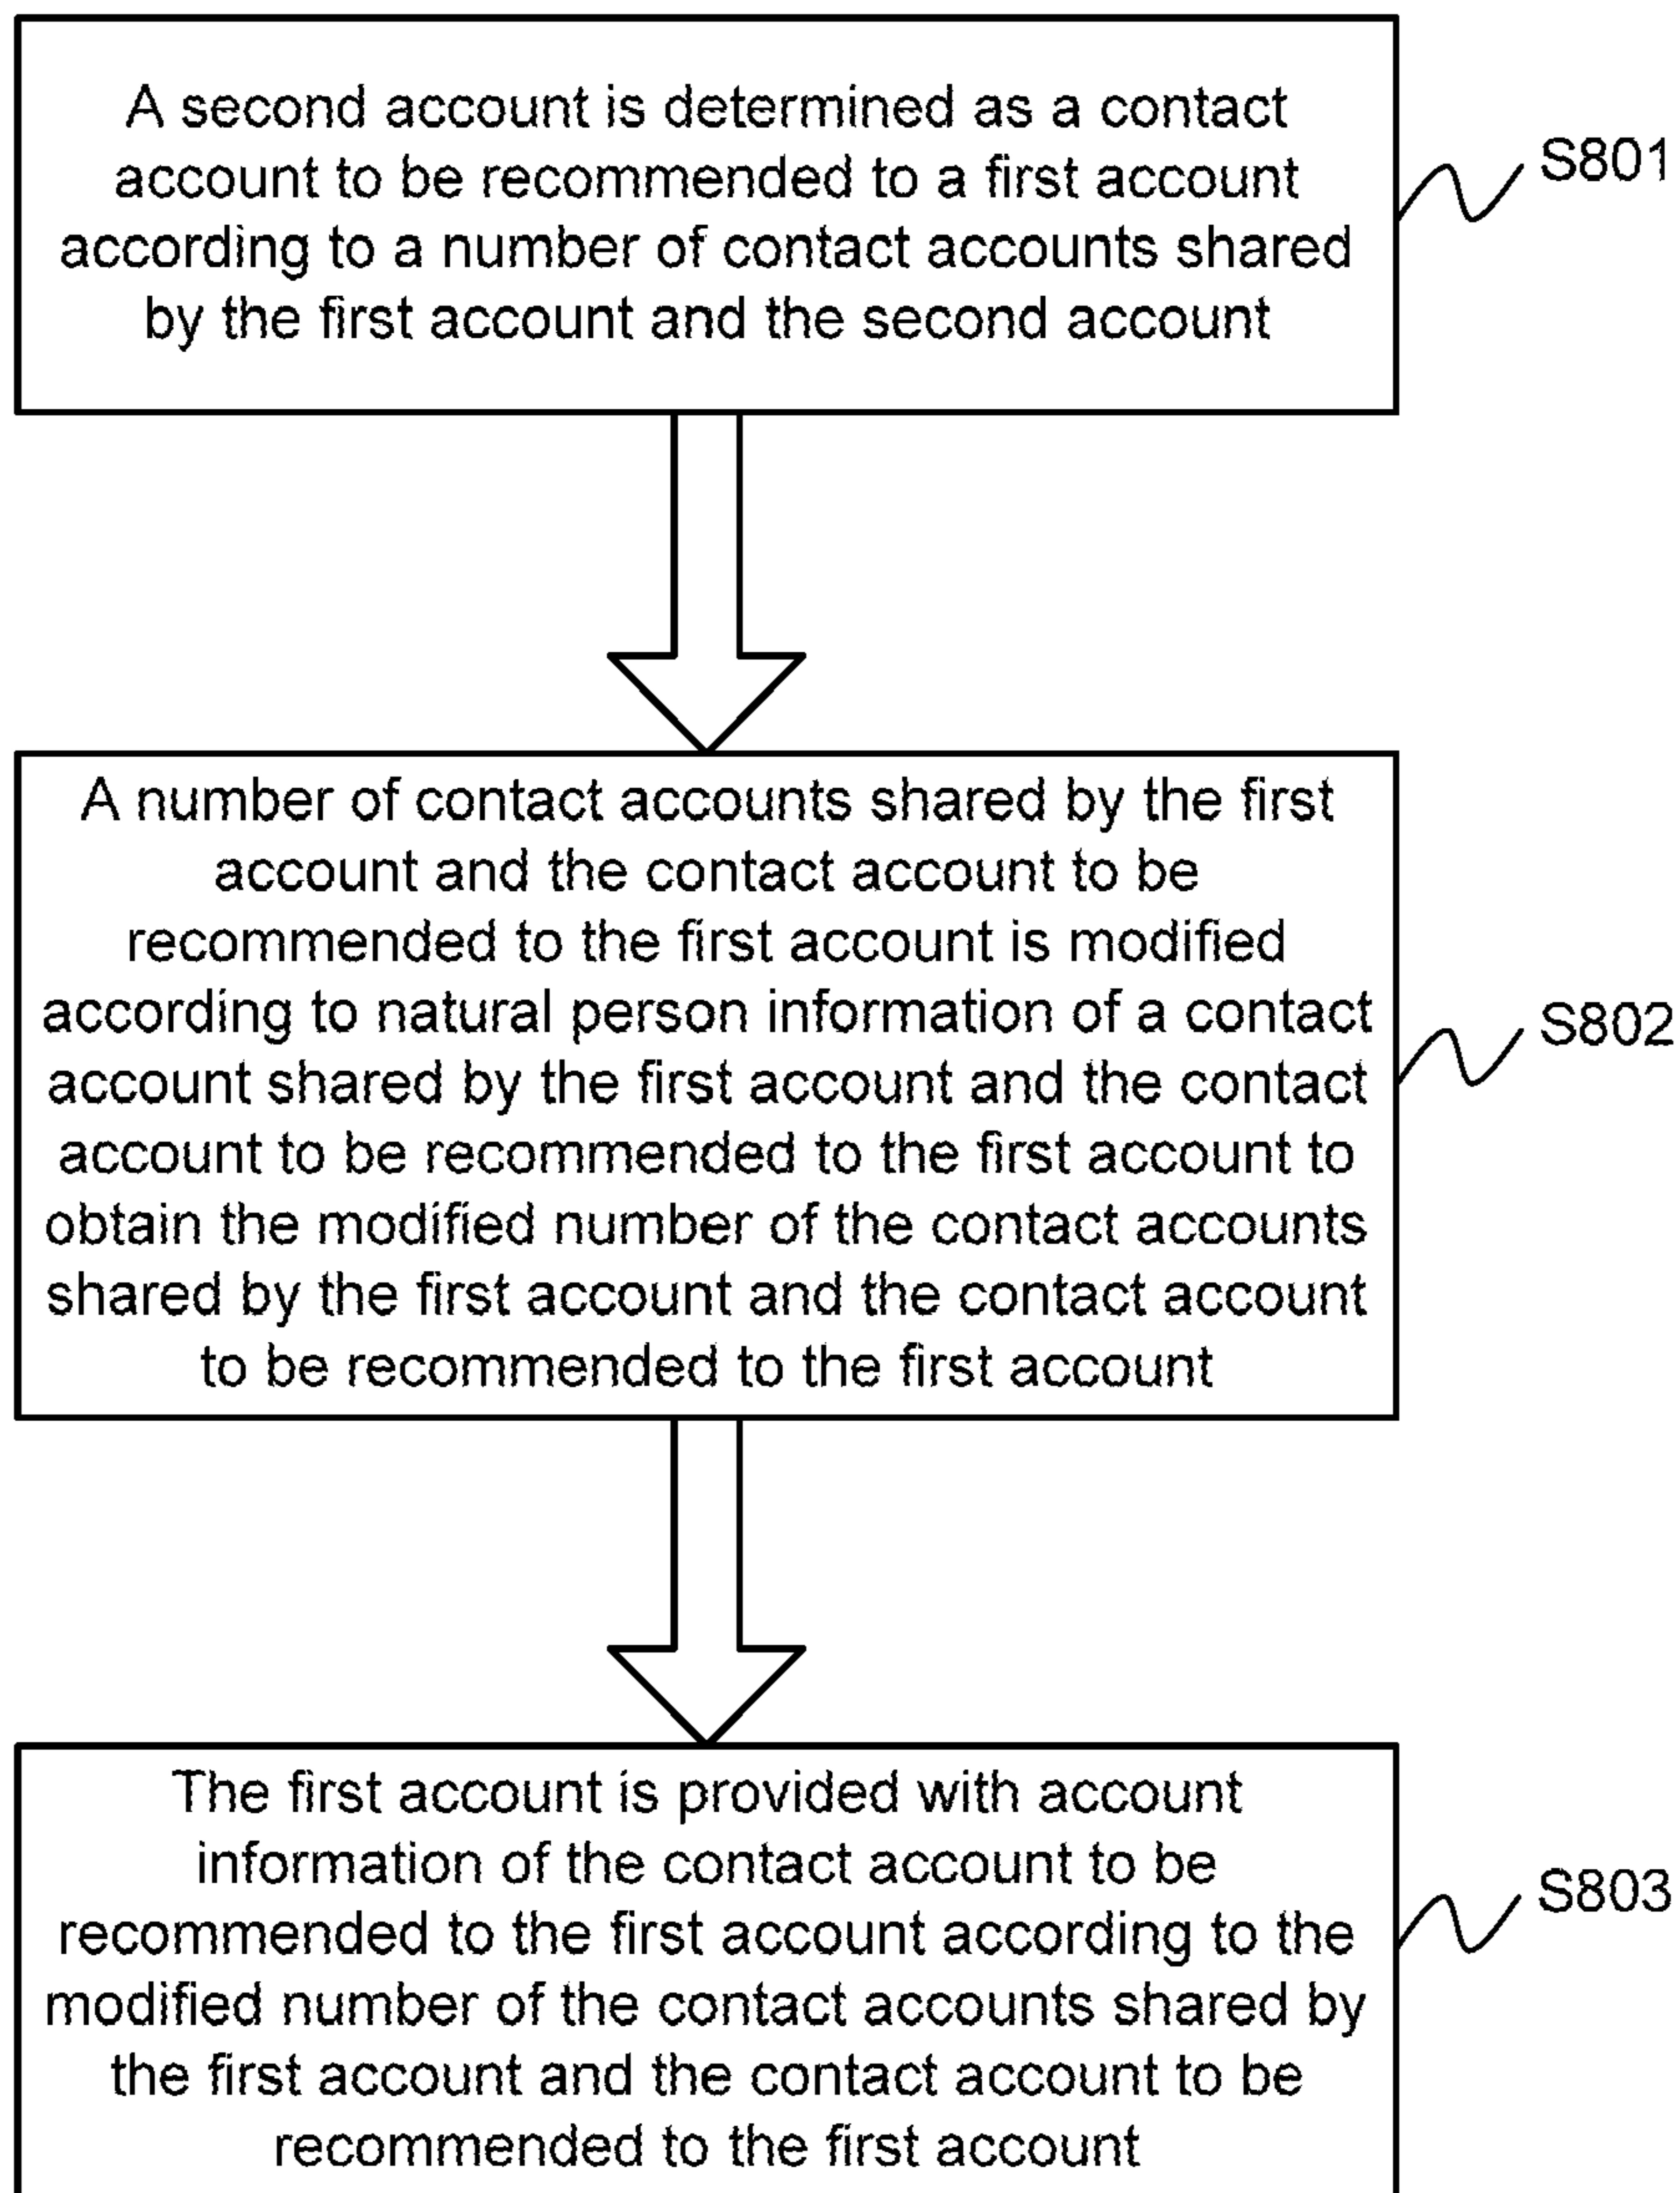 A second account is determined as a contact
account to be recommended to a first account
according to a number of contact accounts shared
by the first account and the second account
S801
A number of contact accounts shared by the first
account and the contact account to be
recommended to the first account is modified
according to natural person information of a contact
account shared by the first account and the contact
account to be recommended to the first account to
obtain the modified number of the contact accounts
shared by the first account and the contact account
to be recommended to the first account
S802
The first account is provided with account
information of the contact account to be
recommended to the first account according to the
modified number of the contact accounts shared by
the first account and the contact account to be
recommended to the first account
S803